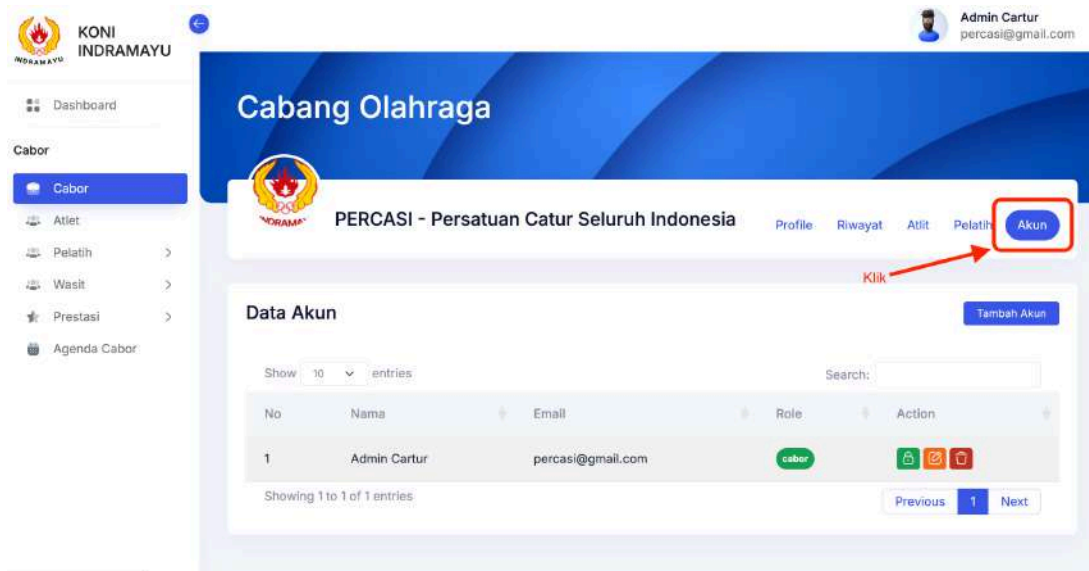 KONI
INDRAMAYU
INDRAMAYU
Admin Cartur
percasi@gmail.com
Dashboard
Cabor
Cabor
Atlet
Pelatih
Wasit
Prestasi
Agenda Cabor
Cabang Olahraga
PERCASI - Persatuan Catur Seluruh Indonesia
Profile Riwayat Atlit Pelatih Akun
Klik
Data Akun
Tambah Akun
Show 10 entries
Search:
No Nama Email Role Action
1 Admin Cartur percasi@gmail.com cabor
Showing 1 to 1 of 1 entries
Previous 1 Next